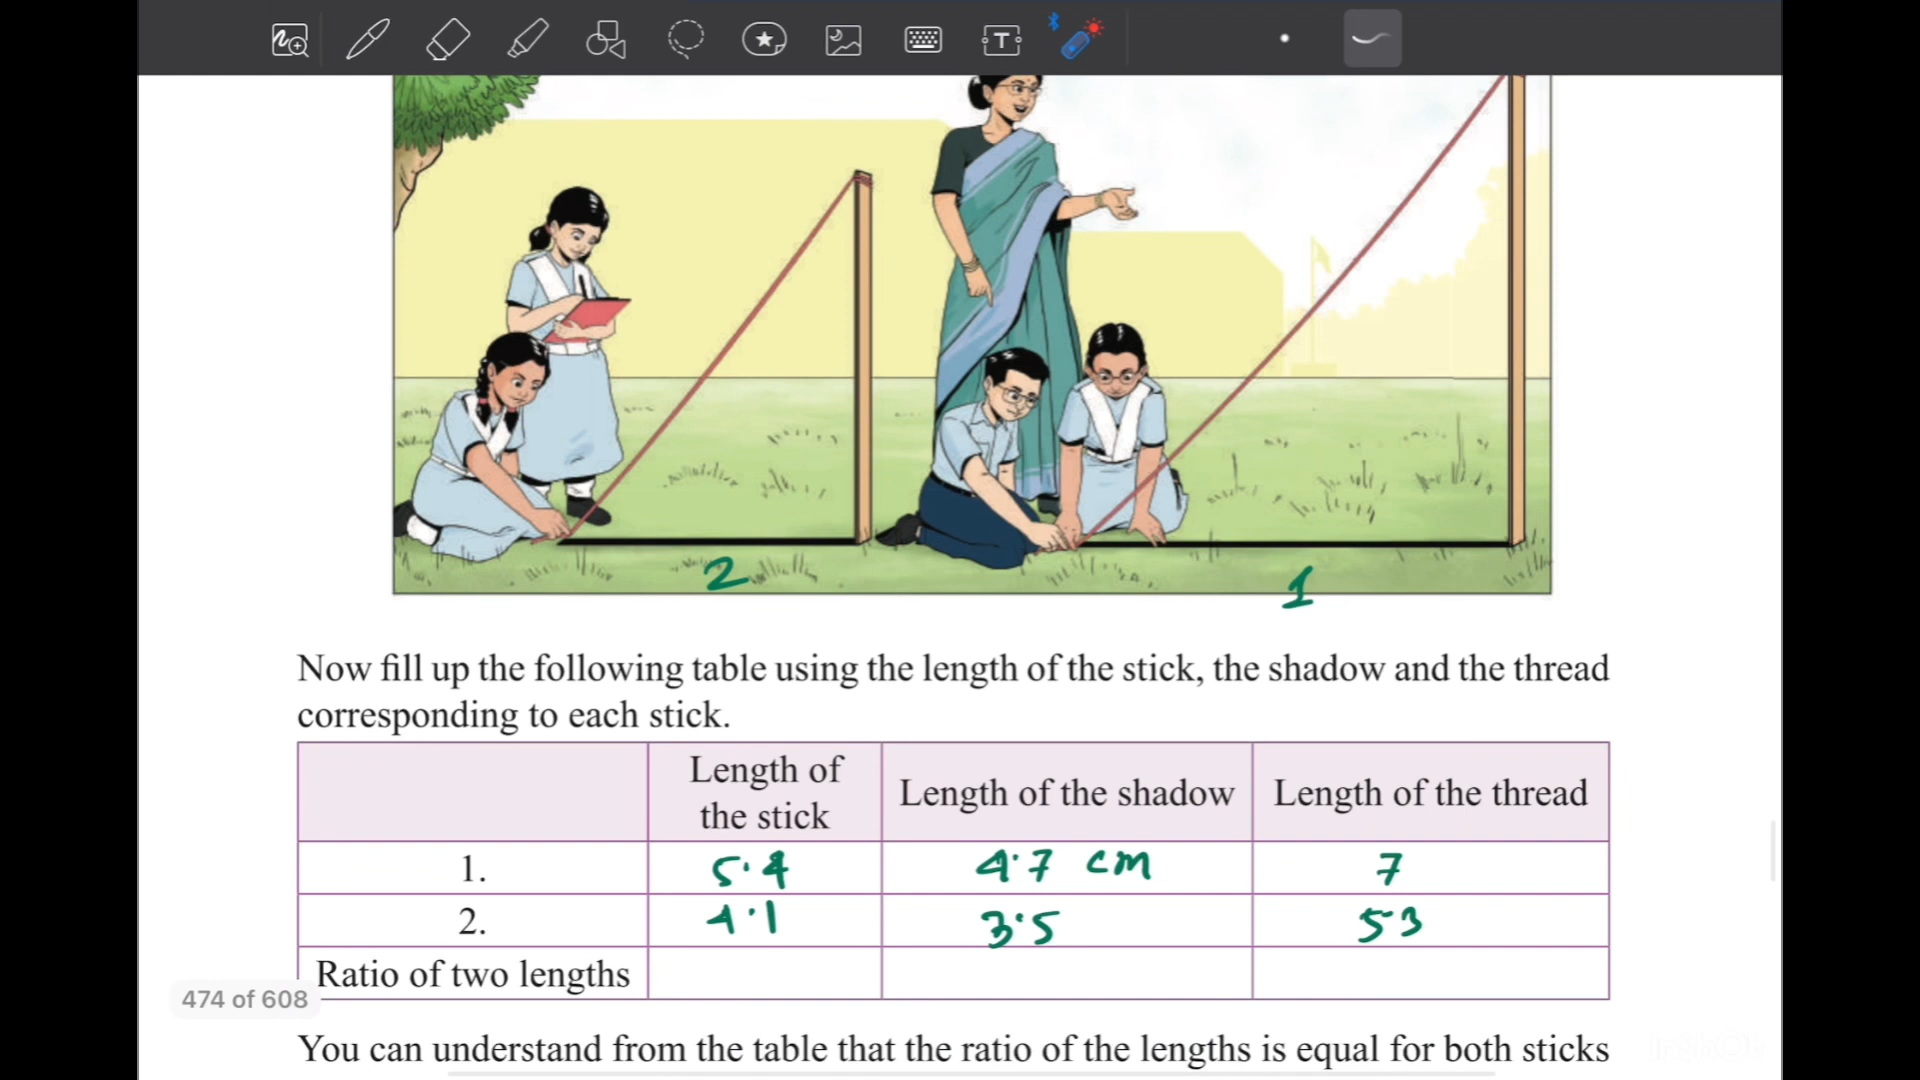 T
2
1
Now fill up the following table using the length of the stick, the shadow and the thread
corresponding to each stick.
Length of the stick
Length of the shadow
Length of the thread
1.
5.4
4.7 cm
7
2.
4.1
3.5
5.3
Ratio of two lengths
474 of 608
You can understand from the table that the ratio of the lengths is equal for both sticks